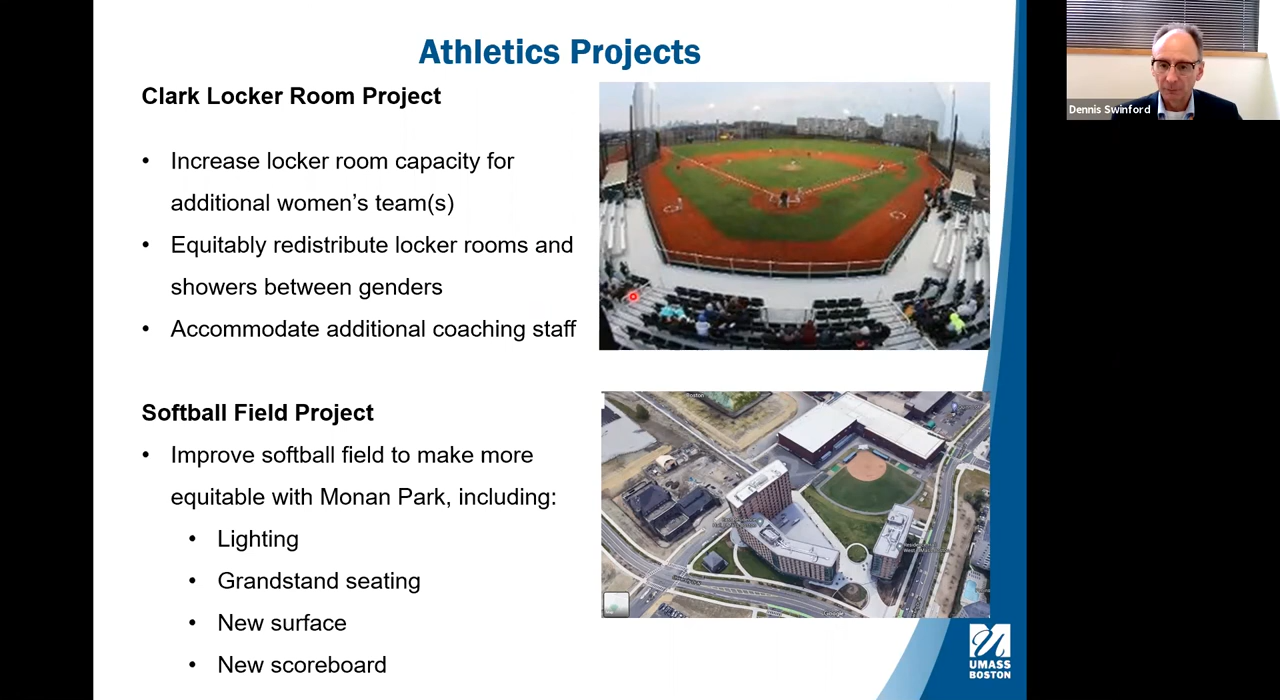 Athletics Projects
Clark Locker Room Project
• Increase locker room capacity for
additional women’s team(s)
• Equitably redistribute locker rooms and
showers between genders
• Accommodate additional coaching staff
Softball Field Project
• Improve softball field to make more
equitable with Monan Park, including:
• Lighting
• Grandstand seating
• New surface
• New scoreboard
Boston
Google
UMASS
BOSTON
Dennis Swinford